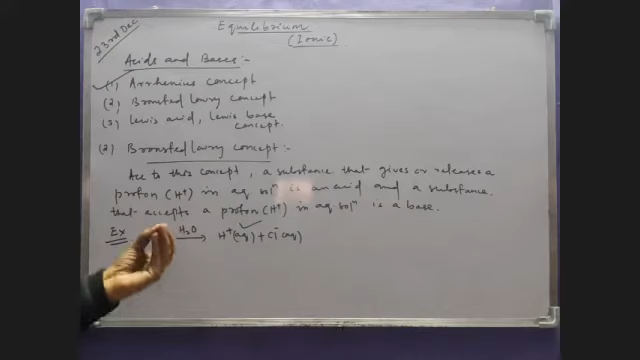 23rd Dec
Equilibrium
(Ionic)
Acids and Bases :-
(1) Arrhenius concept
(2) Bronsted Lowry concept
(3) Lewis acid, Lewis base
concept.
(2) Bronsted Lowry concept :-
Acc to this concept, a substance that gives or releases a
proton (H⁺) in aq solⁿ is an acid and a substance
that accepts a proton (H⁺) in aq solⁿ is a base.
Ex H₂O → H⁺(aq) + Cl⁻(aq)